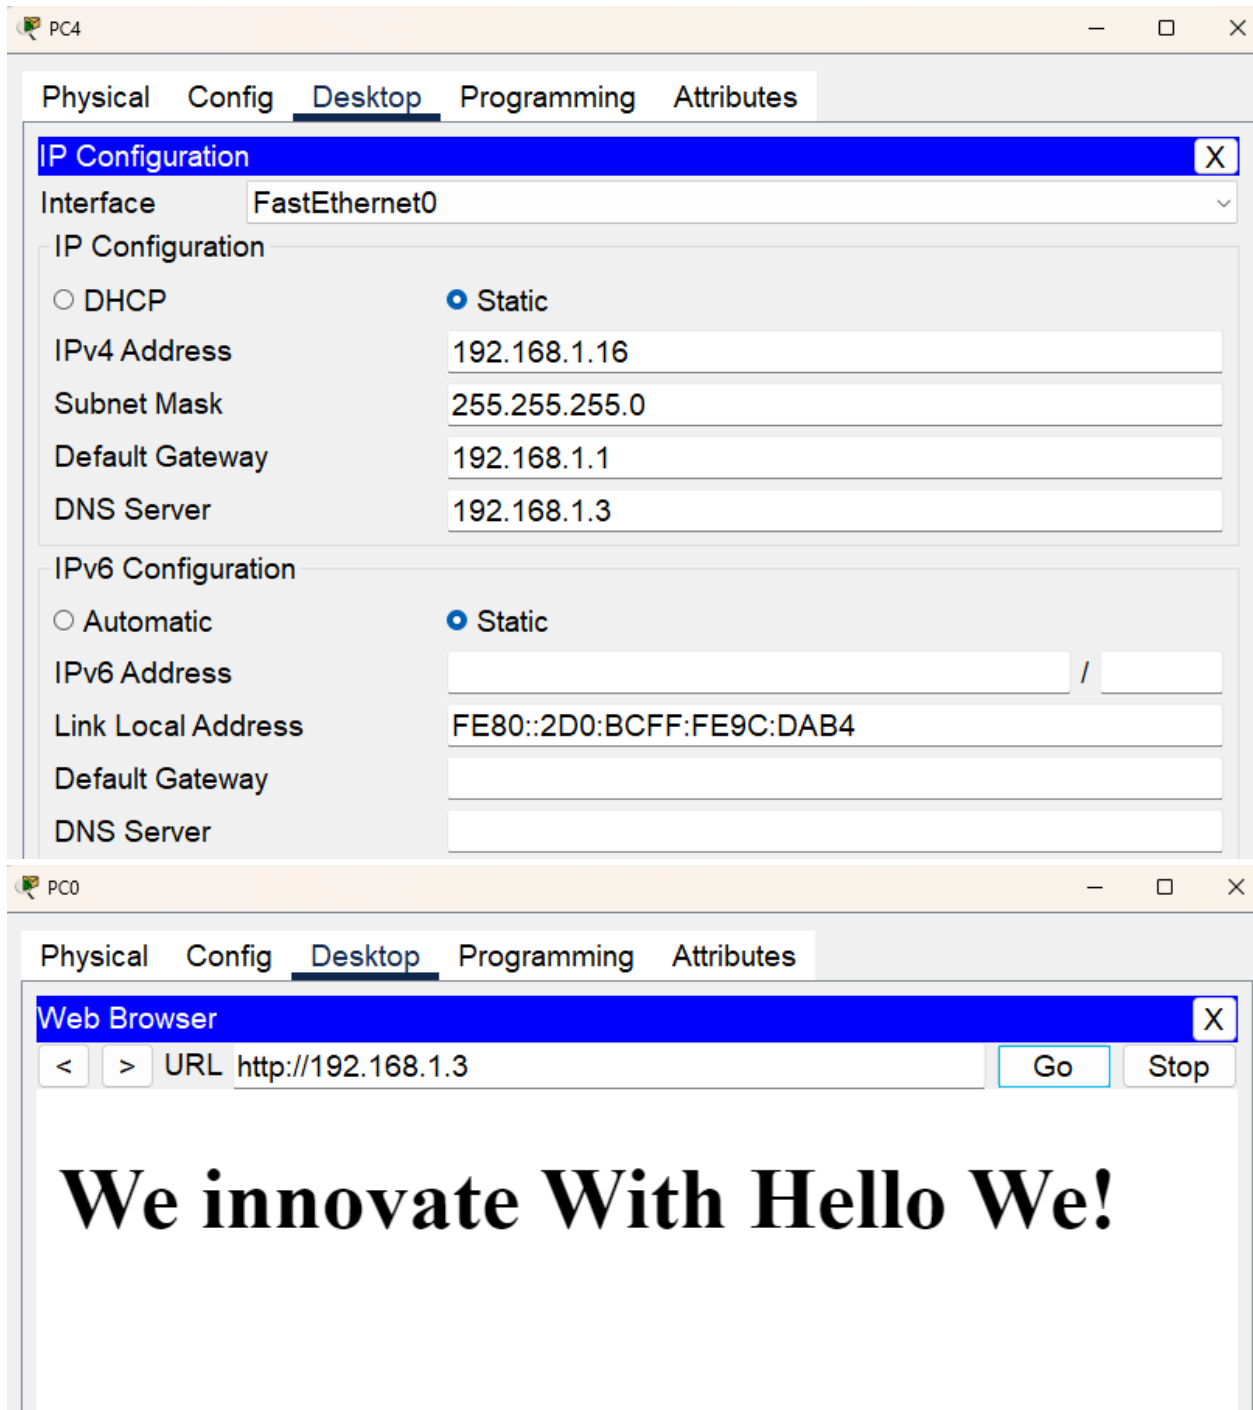 PC4
Physical Config Desktop Programming Attributes
IP Configuration X
Interface FastEthernet0
IP Configuration
DHCP Static
IPv4 Address 192.168.1.16
Subnet Mask 255.255.255.0
Default Gateway 192.168.1.1
DNS Server 192.168.1.3
IPv6 Configuration
Automatic Static
IPv6 Address /
Link Local Address FE80::2D0:BCFF:FE9C:DAB4
Default Gateway
DNS Server
PC0
Physical Config Desktop Programming Attributes
Web Browser X
< > URL http://192.168.1.3 Go Stop
We innovate With Hello We!